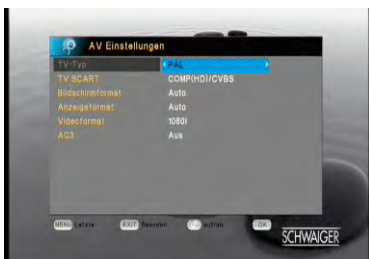 AV Einstellungen
TV-Typ PAL
TV SCART COMP(HD)/CVBS
Bildschirmformat Auto
Anzeigeformat Auto
Videoformat 1080I
AC3 Aus
MENU Letzte EXIT Beenden aufrab OK
SCHWAIGER